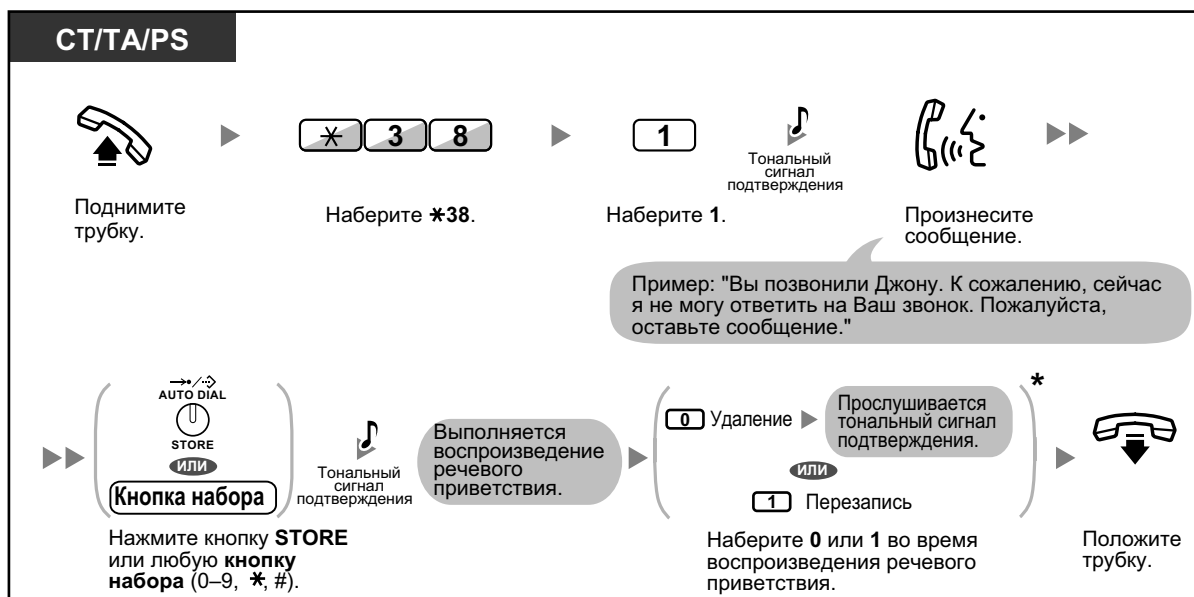 CT/TA/PS
✳ 3 8
1
Тональный
сигнал
подтверждения
Поднимите
трубку.
Наберите ✳38.
Наберите 1.
Произнесите
сообщение.
Пример: "Вы позвонили Джону. К сожалению, сейчас
я не могу ответить на Ваш звонок. Пожалуйста,
оставьте сообщение."
AUTO DIAL
STORE
ИЛИ
Кнопка набора
Тональный
сигнал
подтверждения
Выполняется
воспроизведение
речевого
приветствия.
0 Удаление
Прослушивается
тональный сигнал
подтверждения.
ИЛИ
1 Перезапись
*
Нажмите кнопку STORE
или любую кнопку
набора (0–9, ✳, #).
Наберите 0 или 1 во время
воспроизведения речевого
приветствия.
Положите
трубку.